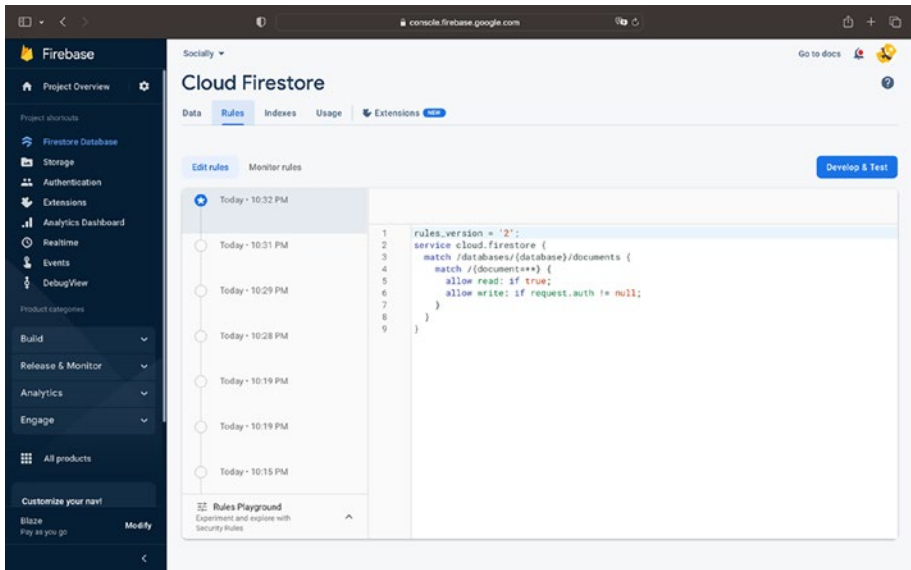 console.firebase.google.com
Firebase
Project Overview
Project shortcuts
Firestore Database
Storage
Authentication
Extensions
Analytics Dashboard
Realtime
Events
DebugView
Product categories
Build
Release & Monitor
Analytics
Engage
All products
Customize your nav!
Blaze
Pay as you go
Modify
Socially
Go to docs
Cloud Firestore
Data Rules Indexes Usage Extensions NEW
Edit rules Monitor rules
Develop & Test
Today • 10:32 PM
Today • 10:31 PM
Today • 10:29 PM
Today • 10:28 PM
Today • 10:19 PM
Today • 10:19 PM
Today • 10:15 PM
Rules Playground
Experiment and explore with
Security Rules
1 rules_version = '2';
2 service cloud.firestore {
3 match /databases/{database}/documents {
4 match /{document=**} {
5 allow read: if true;
6 allow write: if request.auth != null;
7 }
8 }
9 }